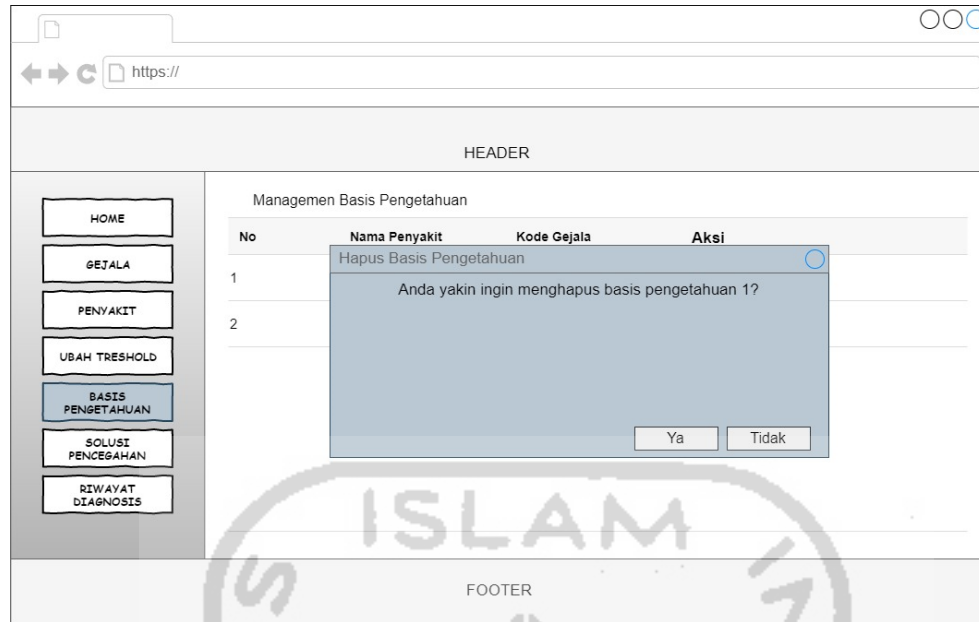 https://
HEADER
HOME
GEJALA
PENYAKIT
UBAH TRESHOLD
BASIS
PENGETAHUAN
SOLUSI
PENCEGAHAN
RIWAYAT
DIAGNOSIS
Managemen Basis Pengetahuan
No Nama Penyakit Kode Gejala Aksi
1
2
Hapus Basis Pengetahuan
Anda yakin ingin menghapus basis pengetahuan 1?
Ya Tidak
ISLAM
FOOTER